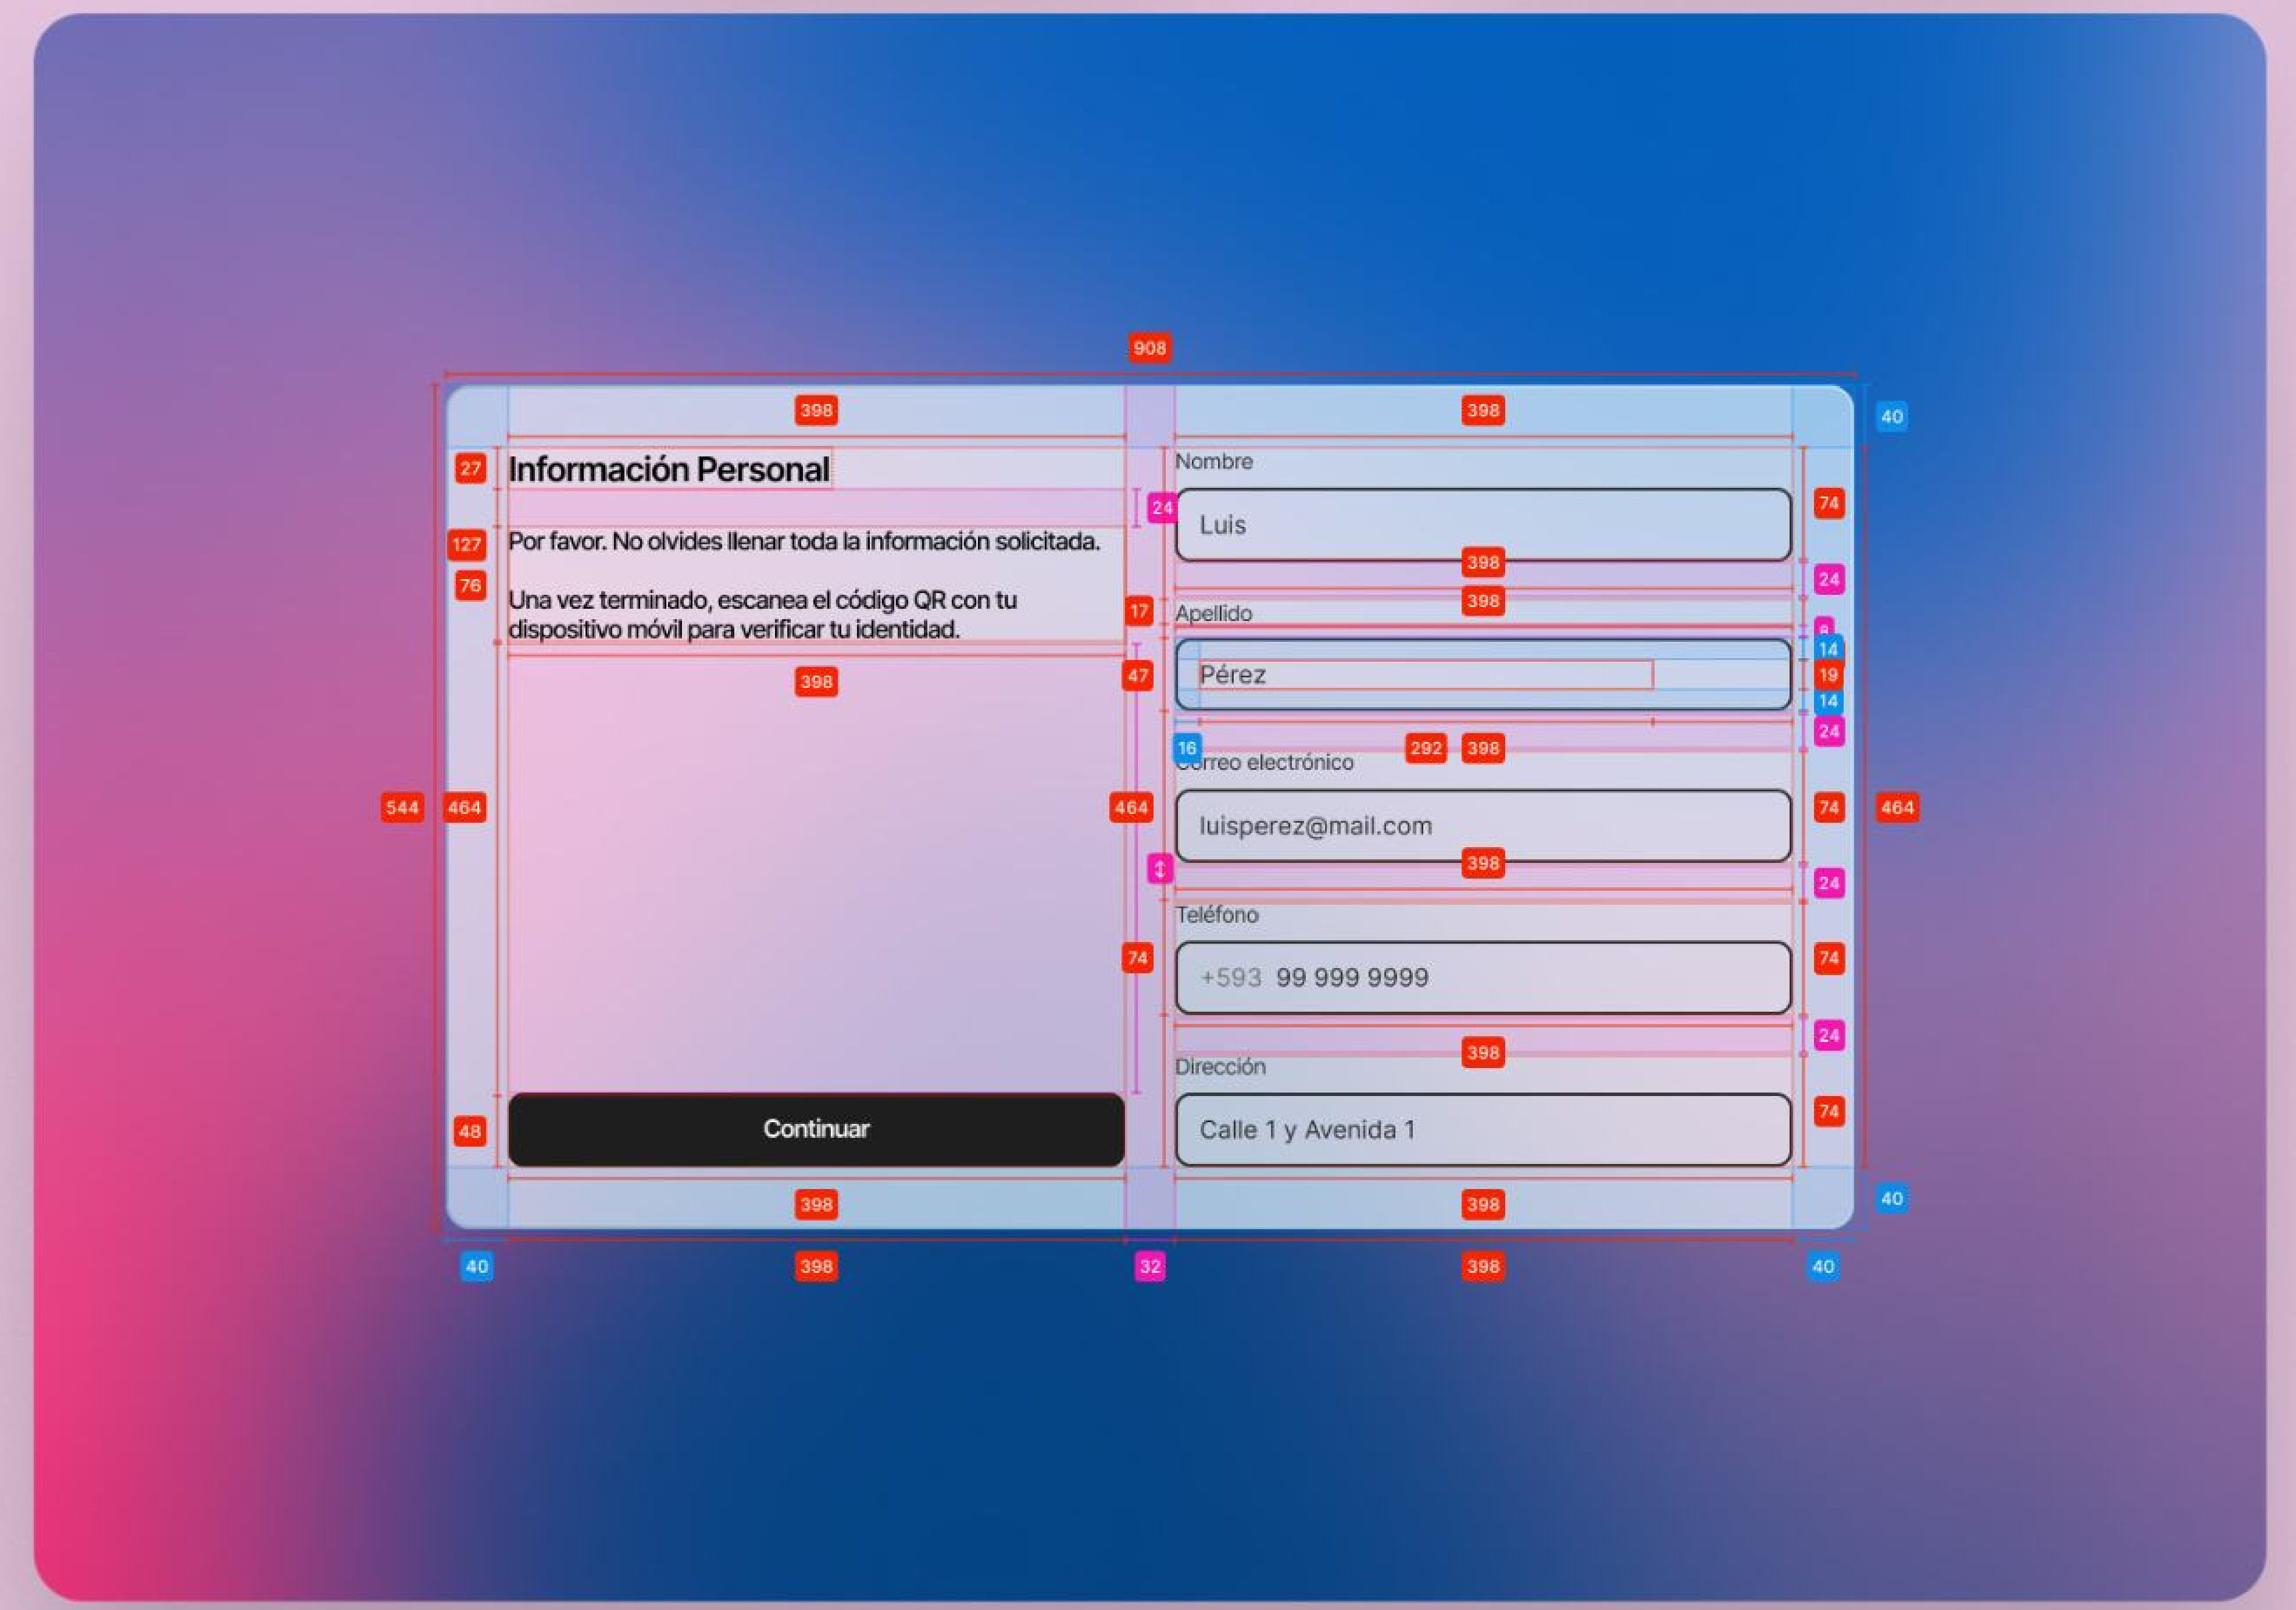 908
398
398
40
27
Información Personal
Nombre
74
24
Luis
127
Por favor. No olvides llenar toda la información solicitada.
398
24
76
Una vez terminado, escanea el código QR con tu
dispositivo móvil para verificar tu identidad.
398
17
Apellido
8
14
398
47
Pérez
19
14
24
16
292
398
Correo electrónico
544
464
464
luisperez@mail.com
74
464
398
24
Teléfono
74
+593 99 999 9999
74
24
398
Dirección
48
Continuar
Calle 1 y Avenida 1
74
398
398
40
40
398
32
398
40